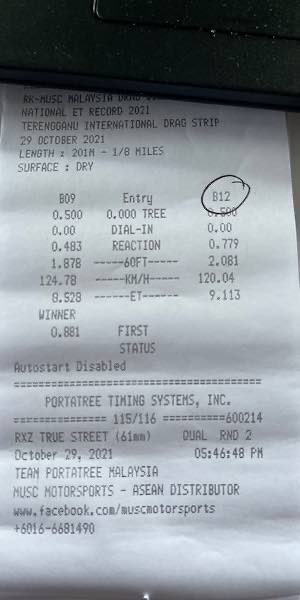 RK-MUSC MALAYSIA DRAG
NATIONAL ET RECORD 2021
TERENGGANU INTERNATIONAL DRAG STRIP
29 OCTOBER 2021
LENGTH : 201M - 1/8 MILES
SURFACE : DRY
B09 Entry B12
0.500 0.000 TREE 0.500
0.00 DIAL-IN 0.00
0.483 REACTION 0.779
1.878 -----60FT----- 2.081
124.78 -----KM/H----- 120.04
8.528 ------ET------ 9.113
WINNER
0.881 FIRST
STATUS
Autostart Disabled
=====================================
PORTATREE TIMING SYSTEMS, INC.
============== 115/116 ==========600214
RXZ TRUE STREET (61mm) DUAL RND 2
October 29, 2021 05:46:48 PM
TEAM PORTATREE MALAYSIA
MUSC MOTORSPORTS - ASEAN DISTRIBUTOR
www.facebook.com/muscmotorsports
+6016-6681490